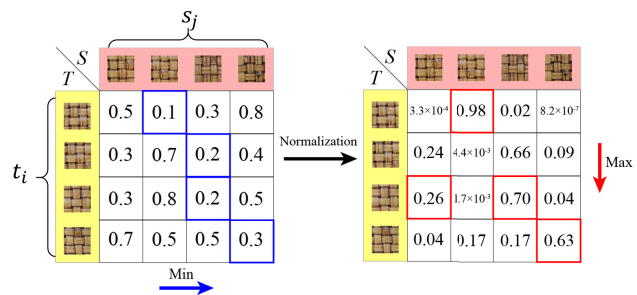 s_j
S
T
t_i
0.5 0.1 0.3 0.8
0.3 0.7 0.2 0.4
0.3 0.8 0.2 0.5
0.7 0.5 0.5 0.3
Min
Normalization
S
T
3.3×10⁻⁴ 0.98 0.02 8.2×10⁻⁷
0.24 4.4×10⁻³ 0.66 0.09
0.26 1.7×10⁻³ 0.70 0.04
0.04 0.17 0.17 0.63
Max